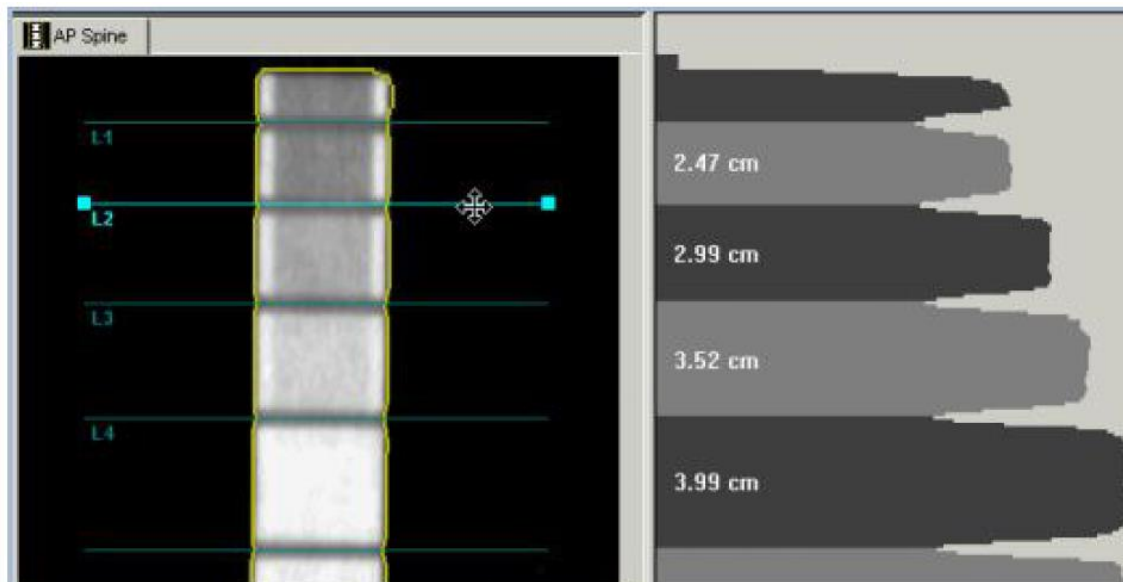 AP Spine
L1
L2
L3
L4
2.47 cm
2.99 cm
3.52 cm
3.99 cm